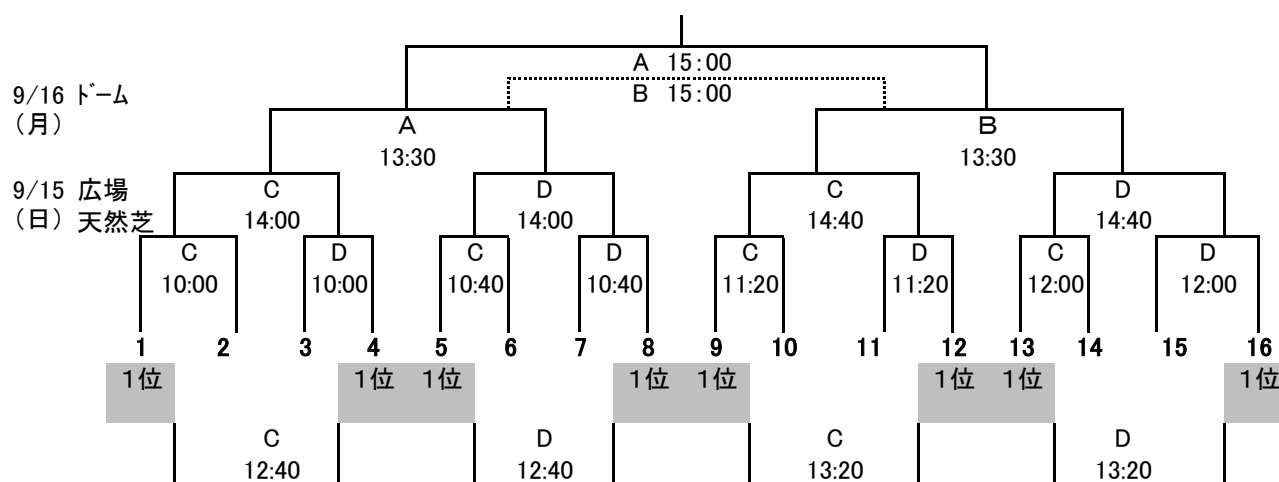 A 15:00
B 15:00
9/16 ﾄﾞｰﾑ
（月）
A B
13:30 13:30
9/15 広場
（日） 天然芝
C D C D
14:00 14:00 14:40 14:40
C D C D C D C D
10:00 10:00 10:40 10:40 11:20 11:20 12:00 12:00
1 2 3 4 5 6 7 8 9 10 11 12 13 14 15 16
1位 1位 1位 1位 1位 1位 1位 1位
C D C D
12:40 12:40 13:20 13:20